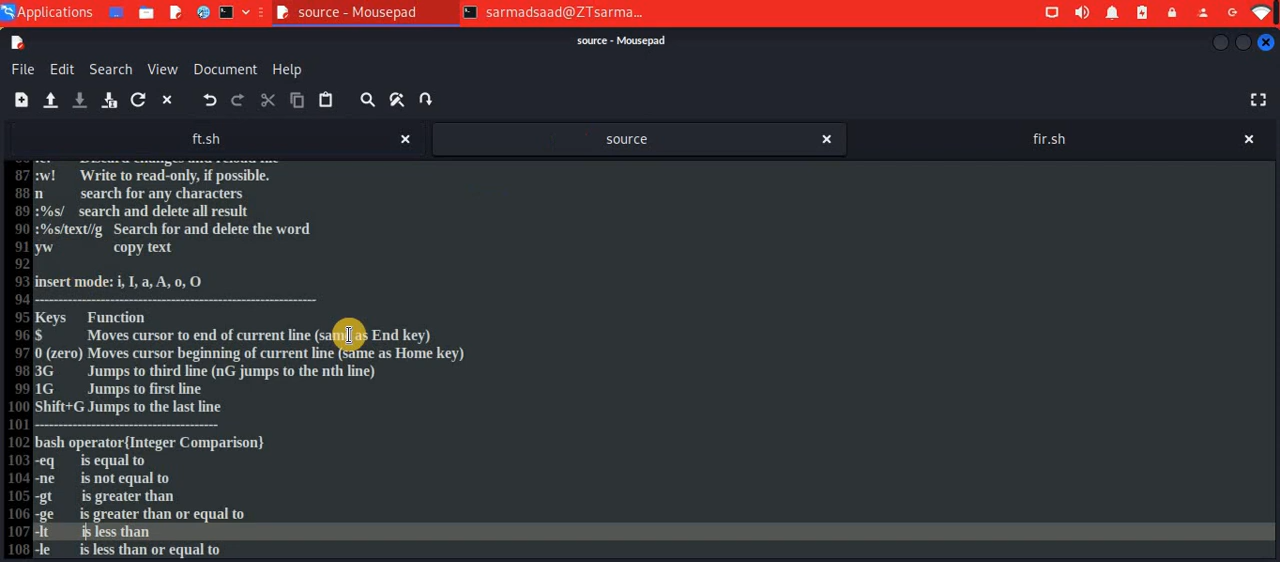 Applications
source - Mousepad
sarmadsaad@ZTsarma...
source - Mousepad
File Edit Search View Document Help
ft.sh
source
fir.sh
87 :w! Write to read-only, if possible.
88 n search for any characters
89 :%s/ search and delete all result
90 :%s/text//g Search for and delete the word
91 yw copy text
92
93 insert mode: i, I, a, A, o, O
94 ------------------------------------------------------------
95 Keys Function
96 $ Moves cursor to end of current line (same as End key)
97 0 (zero) Moves cursor beginning of current line (same as Home key)
98 3G Jumps to third line (nG jumps to the nth line)
99 1G Jumps to first line
100 Shift+G Jumps to the last line
101 ---------------------------------------
102 bash operator{Integer Comparison}
103 -eq is equal to
104 -ne is not equal to
105 -gt is greater than
106 -ge is greater than or equal to
107 -lt is less than
108 -le is less than or equal to